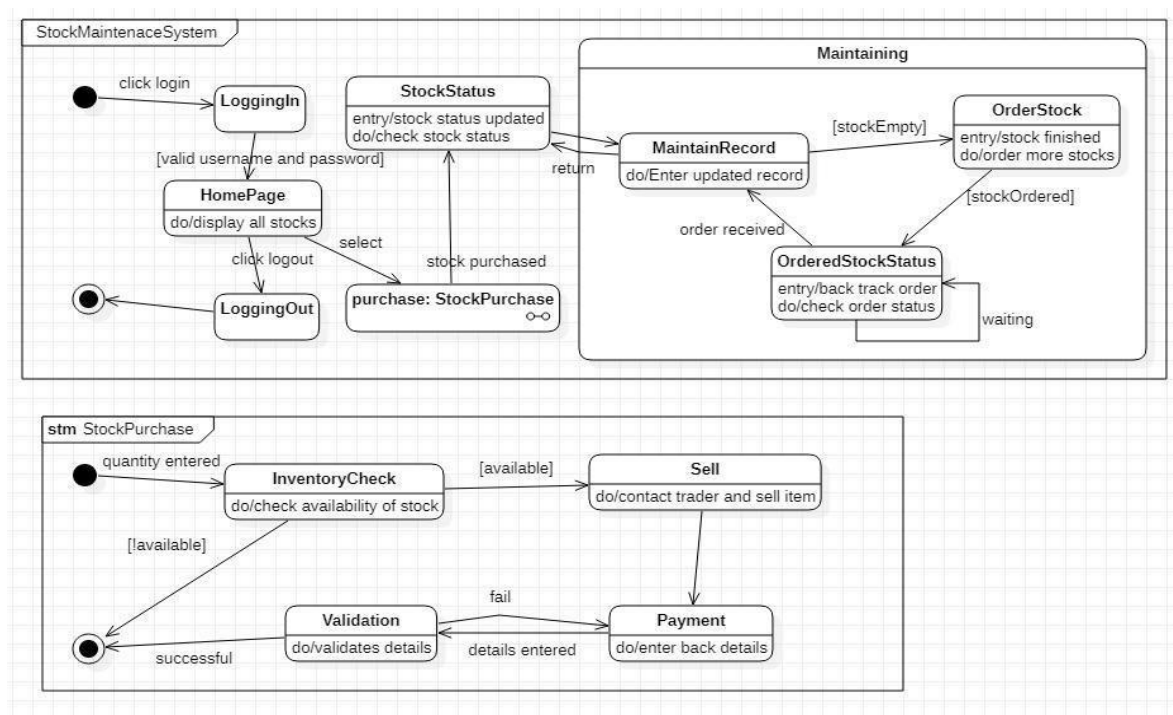 StockMaintenaceSystem
click login
LoggingIn
[valid username and password]
HomePage
do/display all stocks
click logout
LoggingOut
select
StockStatus
entry/stock status updated
do/check stock status
stock purchased
purchase: StockPurchase
return
Maintaining
MaintainRecord
do/Enter updated record
[stockEmpty]
OrderStock
entry/stock finished
do/order more stocks
[stockOrdered]
order received
OrderedStockStatus
entry/back track order
do/check order status
waiting
stm StockPurchase
quantity entered
InventoryCheck
do/check availability of stock
[available]
Sell
do/contact trader and sell item
[!available]
Validation
do/validates details
fail
Payment
do/enter back details
details entered
successful